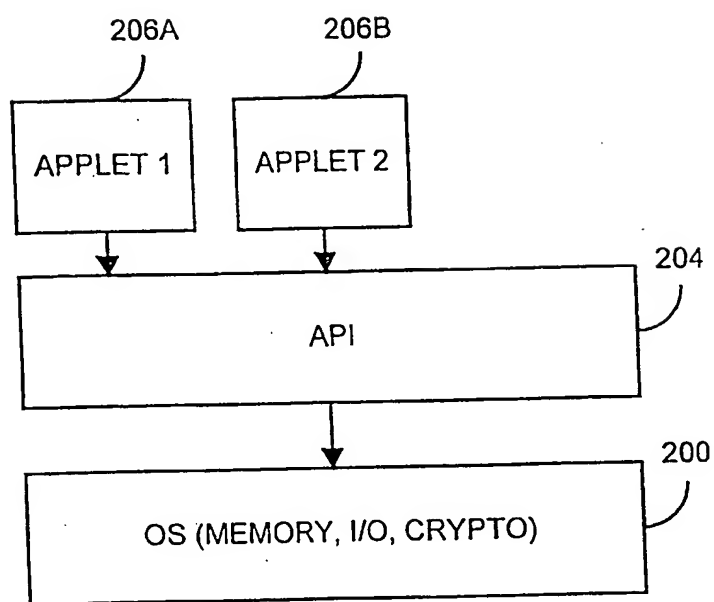 206A
206B
APPLET 1
APPLET 2
204
API
200
OS (MEMORY, I/O, CRYPTO)